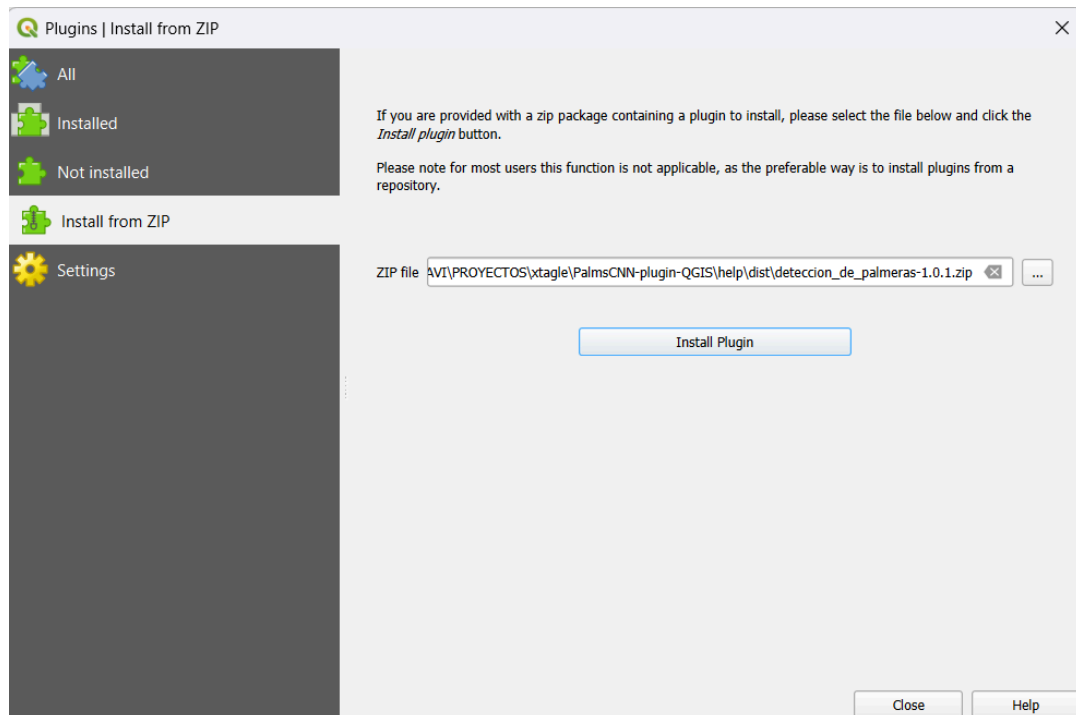 Plugins | Install from ZIP
All
Installed
Not installed
Install from ZIP
Settings
If you are provided with a zip package containing a plugin to install, please select the file below and click the
Install plugin button.
Please note for most users this function is not applicable, as the preferable way is to install plugins from a
repository.
ZIP file AVI\PROYECTOS\xtagle\PalmsCNN-plugin-QGIS\help\dist\deteccion_de_palmeras-1.0.1.zip ...
Install Plugin
Close Help